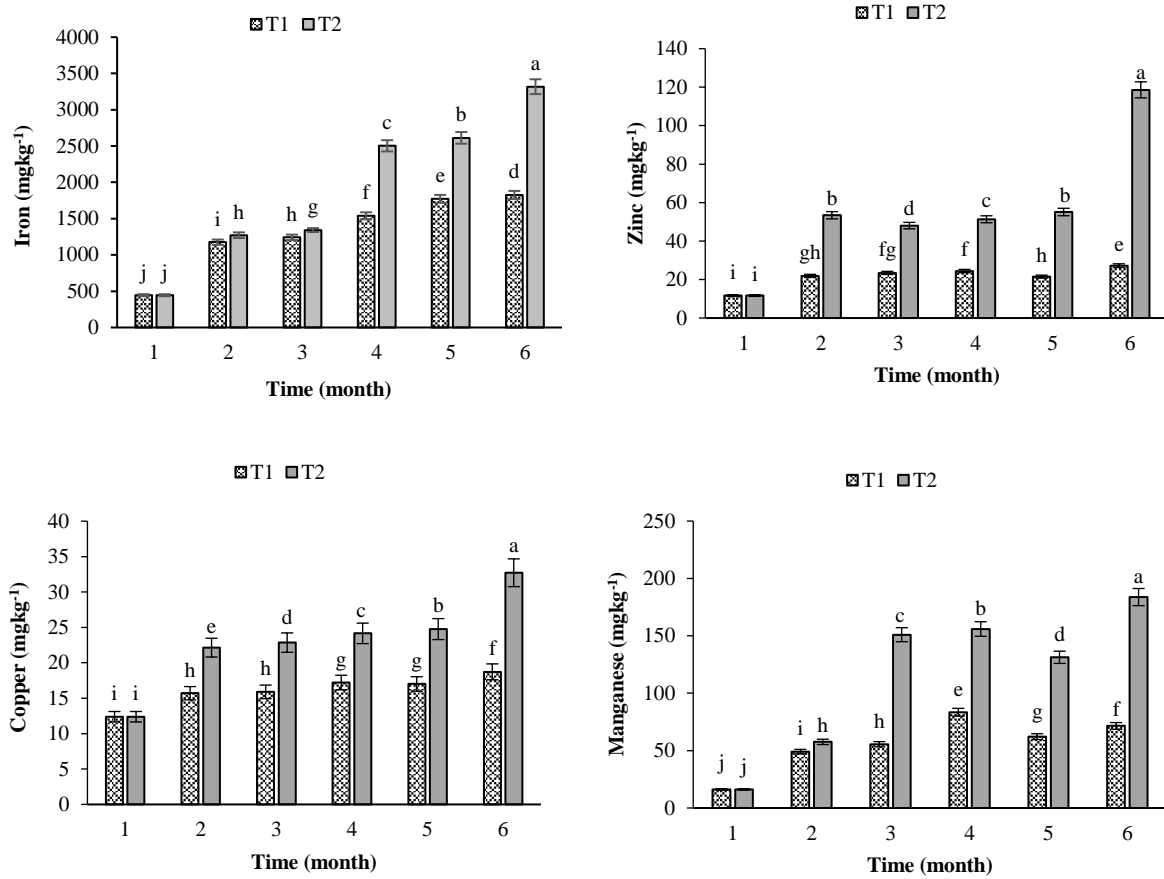 T1 T2
4000
3500
3000
2500
2000
1500
1000
500
0
Iron (mgkg-1)
j j i h h g f c e b d a
1 2 3 4 5 6
Time (month)
T1 T2
140
120
100
80
60
40
20
0
Zinc (mgkg-1)
i i gh b fg d f c h b e a
1 2 3 4 5 6
Time (month)
T1 T2
40
35
30
25
20
15
10
5
0
Copper (mgkg-1)
i i h e h d g c g b f a
1 2 3 4 5 6
Time (month)
T1 T2
250
200
150
100
50
0
Manganese (mgkg-1)
j j i h h c e b g d f a
1 2 3 4 5 6
Time (month)